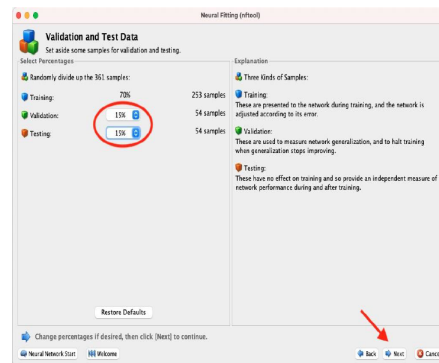 Neural Fitting (nftool)
Validation and Test Data
Set aside some samples for validation and testing.
Select Percentages
Randomly divide up the 361 samples:
Training: 70% 253 samples
Validation: 15% 54 samples
Testing: 15% 54 samples
Restore Defaults
Explanation
Three Kinds of Samples:
Training:
These are presented to the network during training, and the network is
adjusted according to its error.
Validation:
These are used to measure network generalization, and to halt training
when generalization stops improving.
Testing:
These have no effect on training and so provide an independent measure of
network performance during and after training.
Change percentages if desired, then click [Next] to continue.
Neural Network Start Welcome Back Next Cance